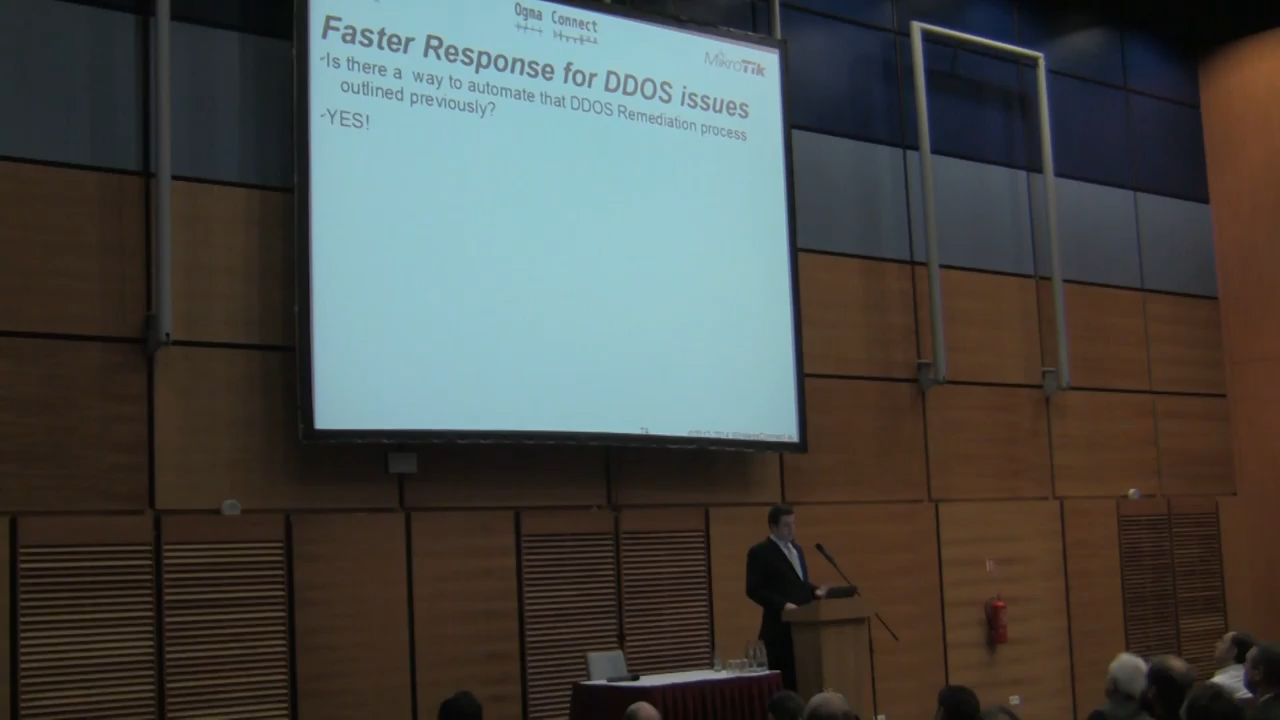 Ogma Connect
MikroTik
Faster Response for DDOS issues
-Is there a way to automate that DDOS Remediation process
outlined previously?
-YES!